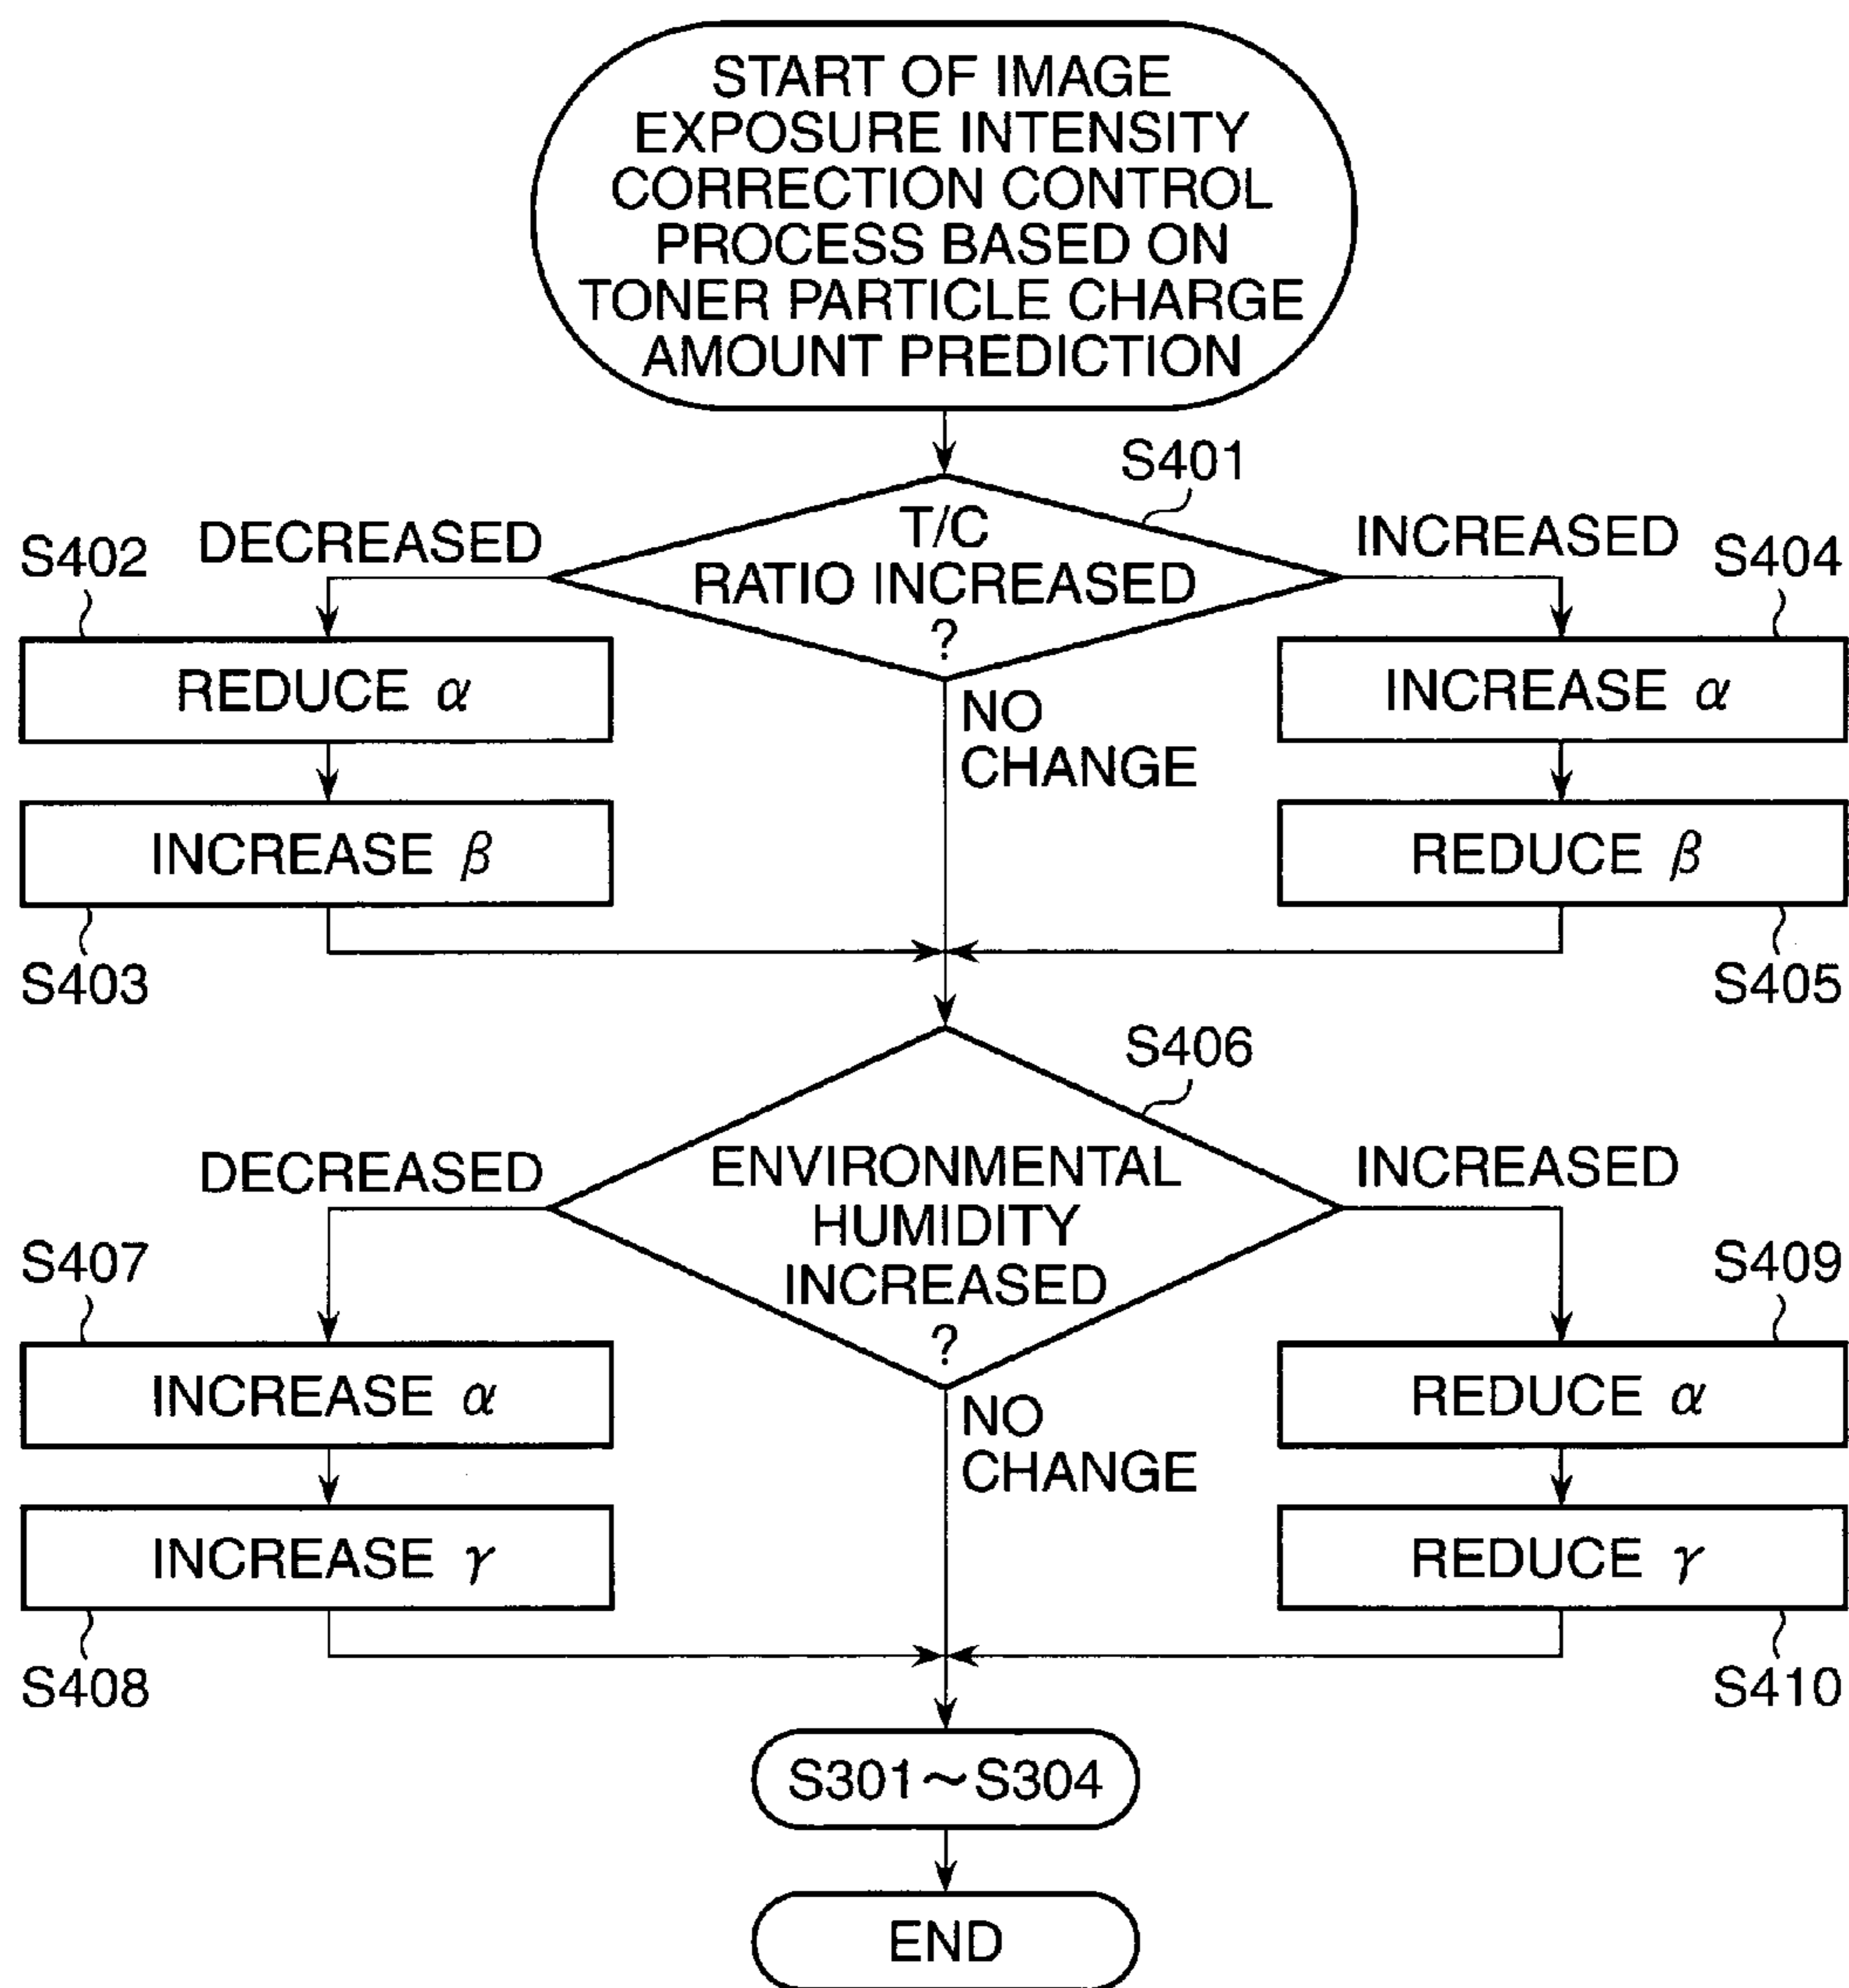 START OF IMAGE
EXPOSURE INTENSITY
CORRECTION CONTROL
PROCESS BASED ON
TONER PARTICLE CHARGE
AMOUNT PREDICTION
S401
T/C
RATIO INCREASED
?
DECREASED
INCREASED
NO
CHANGE
S402
REDUCE α
INCREASE β
S403
S404
INCREASE α
REDUCE β
S405
S406
ENVIRONMENTAL
HUMIDITY
INCREASED
?
DECREASED
INCREASED
NO
CHANGE
S407
INCREASE α
INCREASE γ
S408
S409
REDUCE α
REDUCE γ
S410
S301~S304
END